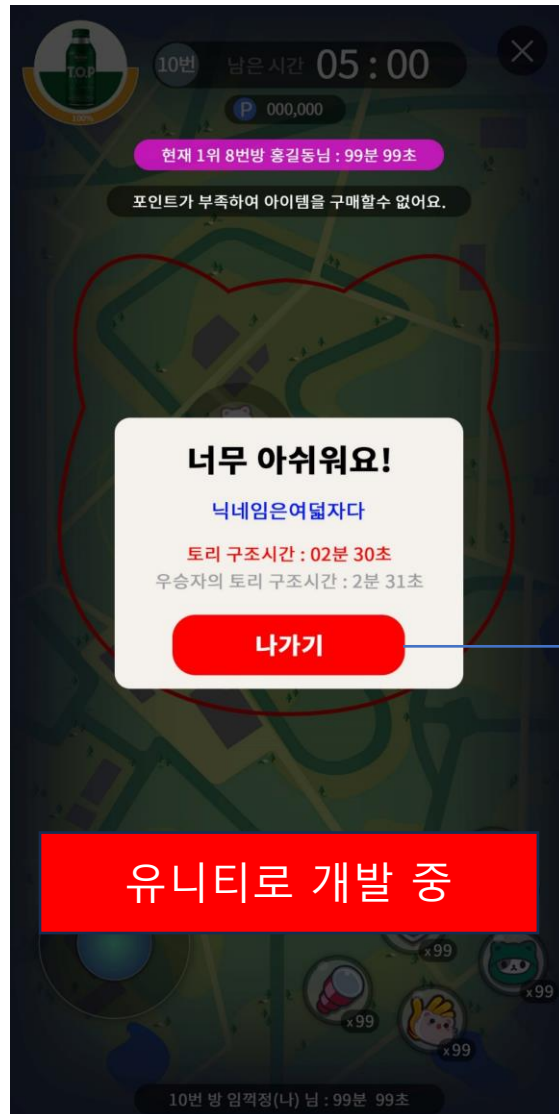 T.O.P
100%
10번
남은시간 05 : 00
P 000,000
현재 1위 8번방 홍길동님 : 99분 99초
포인트가 부족하여 아이템을 구매할수 없어요.
너무 아쉬워요!
닉네임은여덟자다
토리 구조시간 : 02분 30초
우승자의 토리 구조시간 : 2분 31초
나가기
유니티로 개발 중
x99
x99
x99
x99
10번 방 임꺽정(나) 님 : 99분 99초